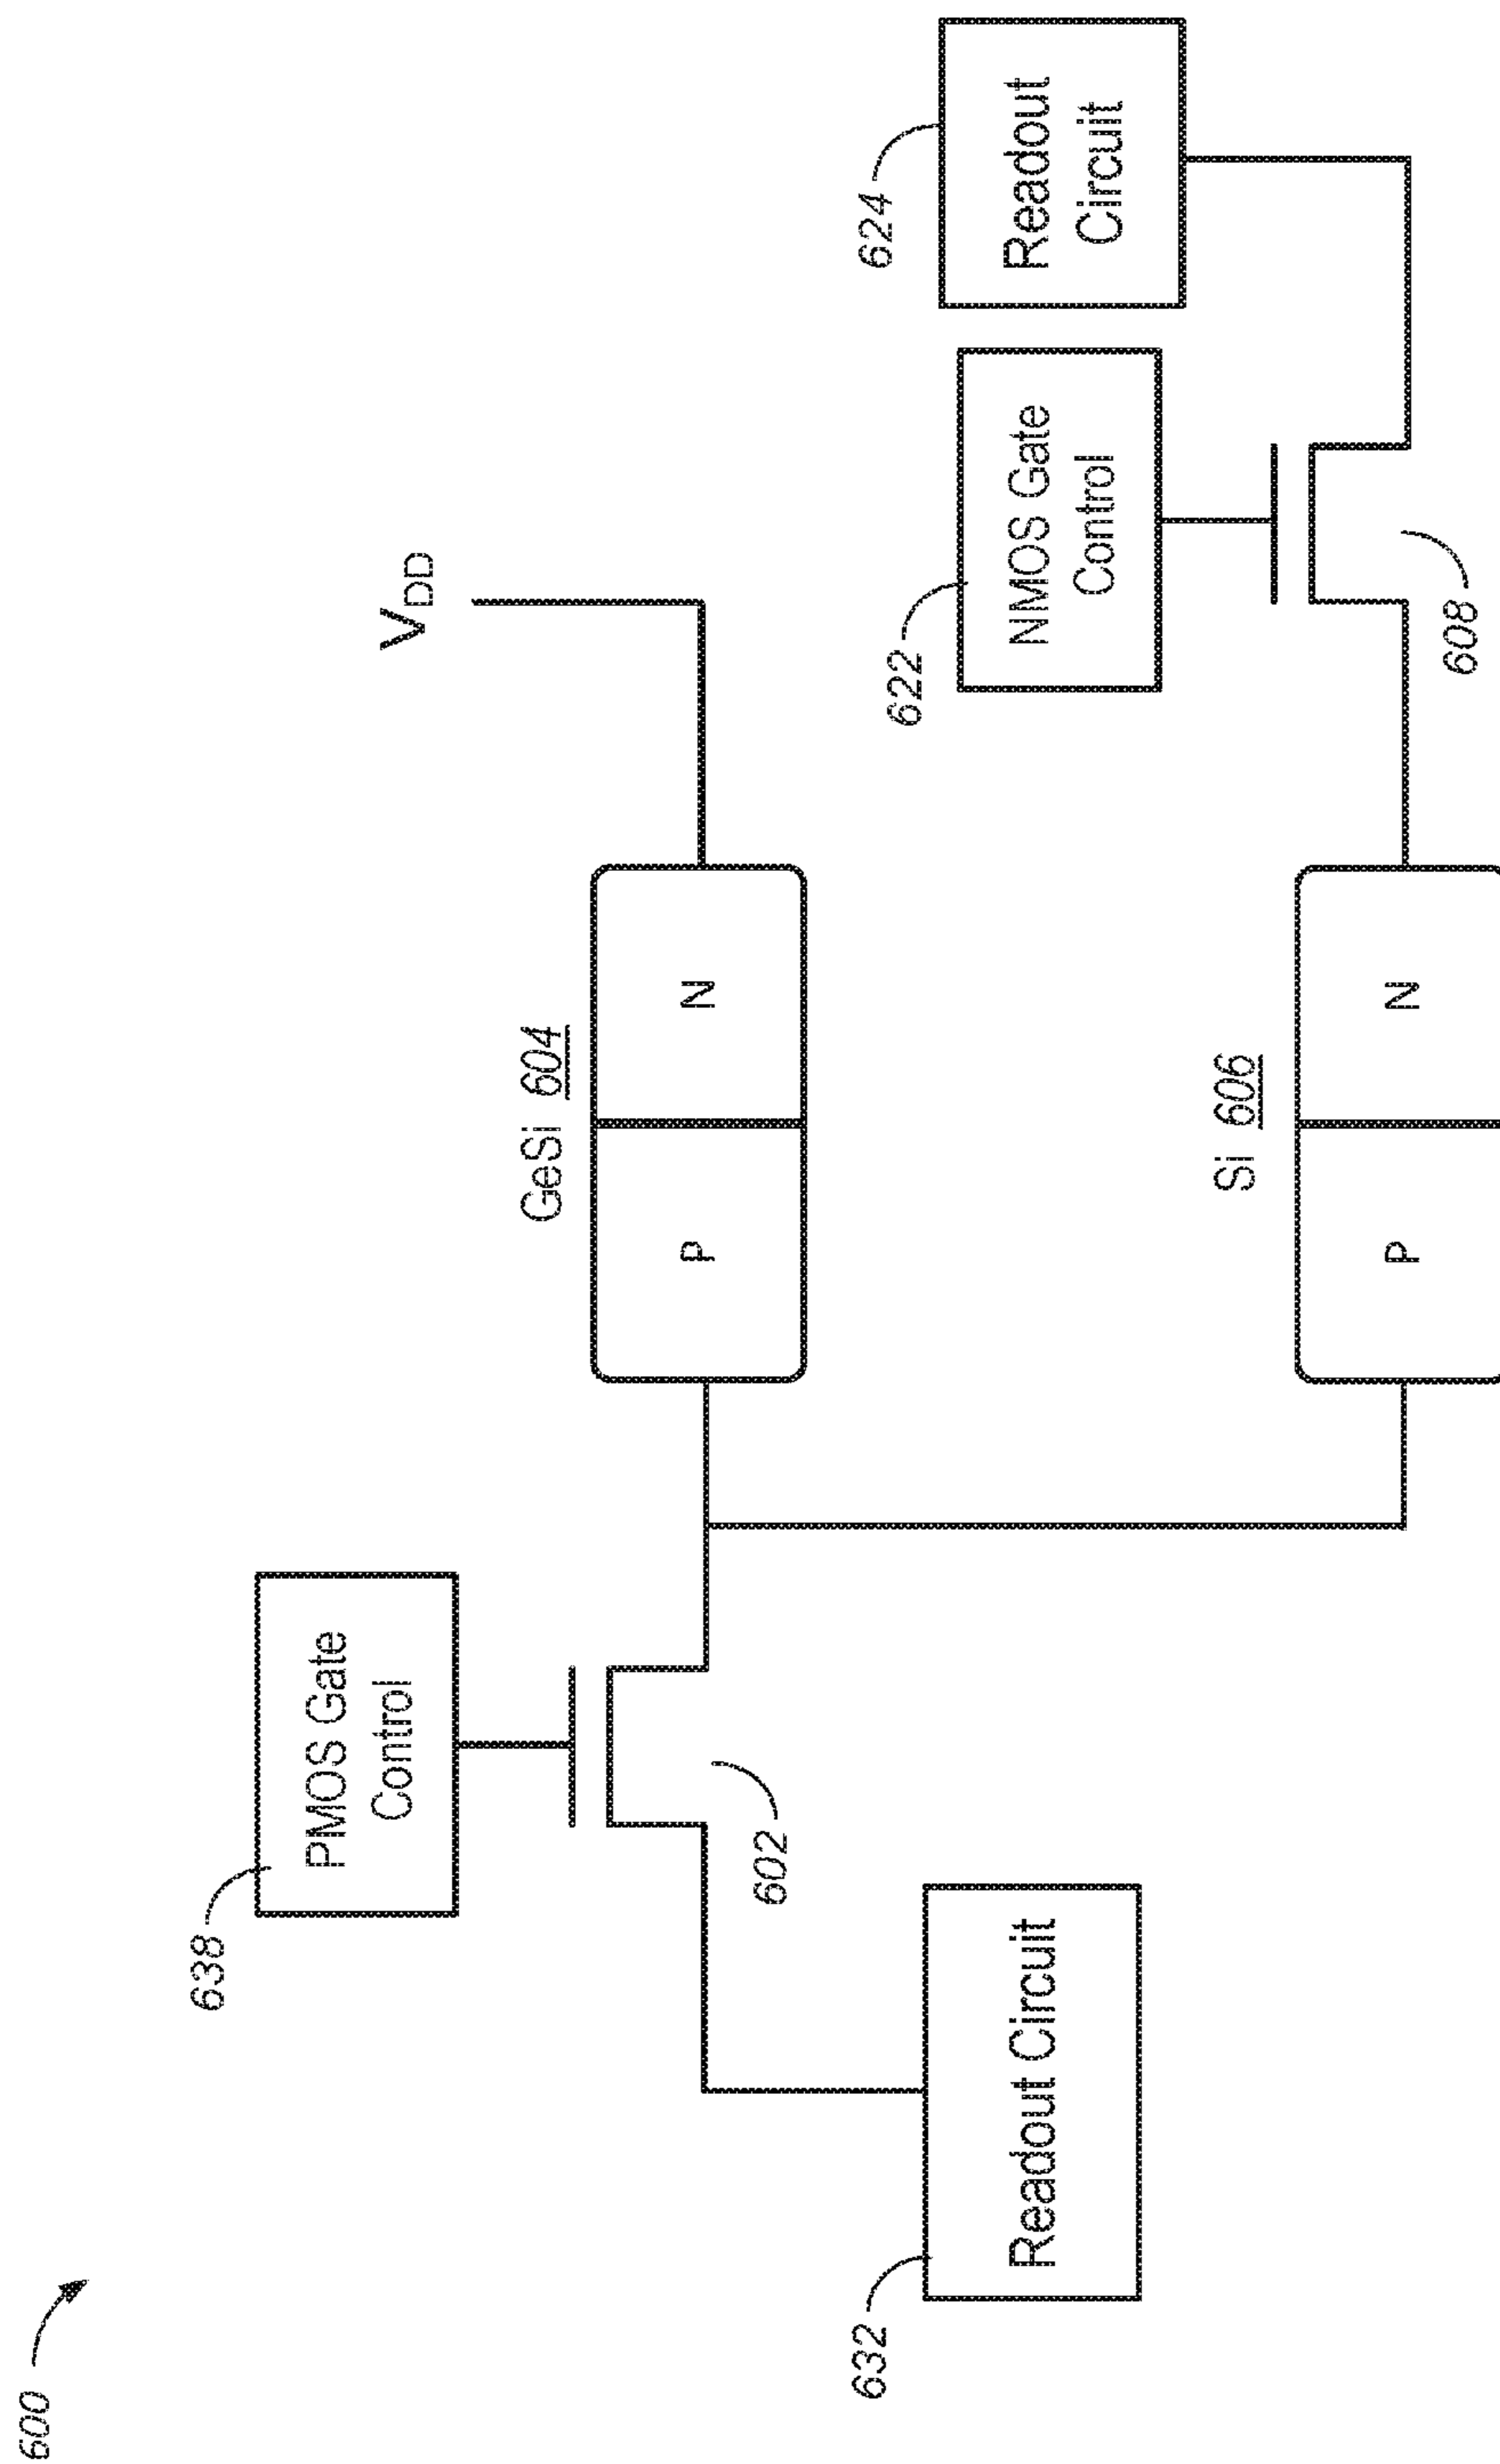 600
638
PMOS Gate
Control
V_DD
GeSi 604
P
N
602
632
Readout Circuit
622
NMOS Gate
Control
624
Readout
Circuit
Si 606
P
N
608